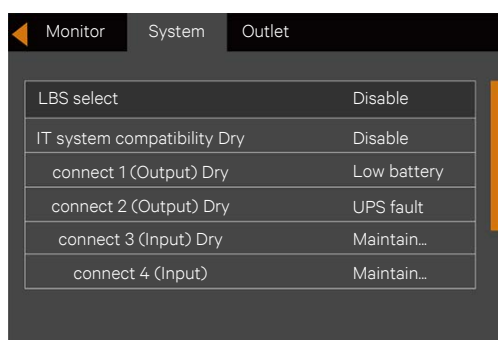 Monitor System Outlet
LBS select Disable
IT system compatibility Dry Disable
connect 1 (Output) Dry Low battery
connect 2 (Output) Dry UPS fault
connect 3 (Input) Dry Maintain...
connect 4 (Input) Maintain...